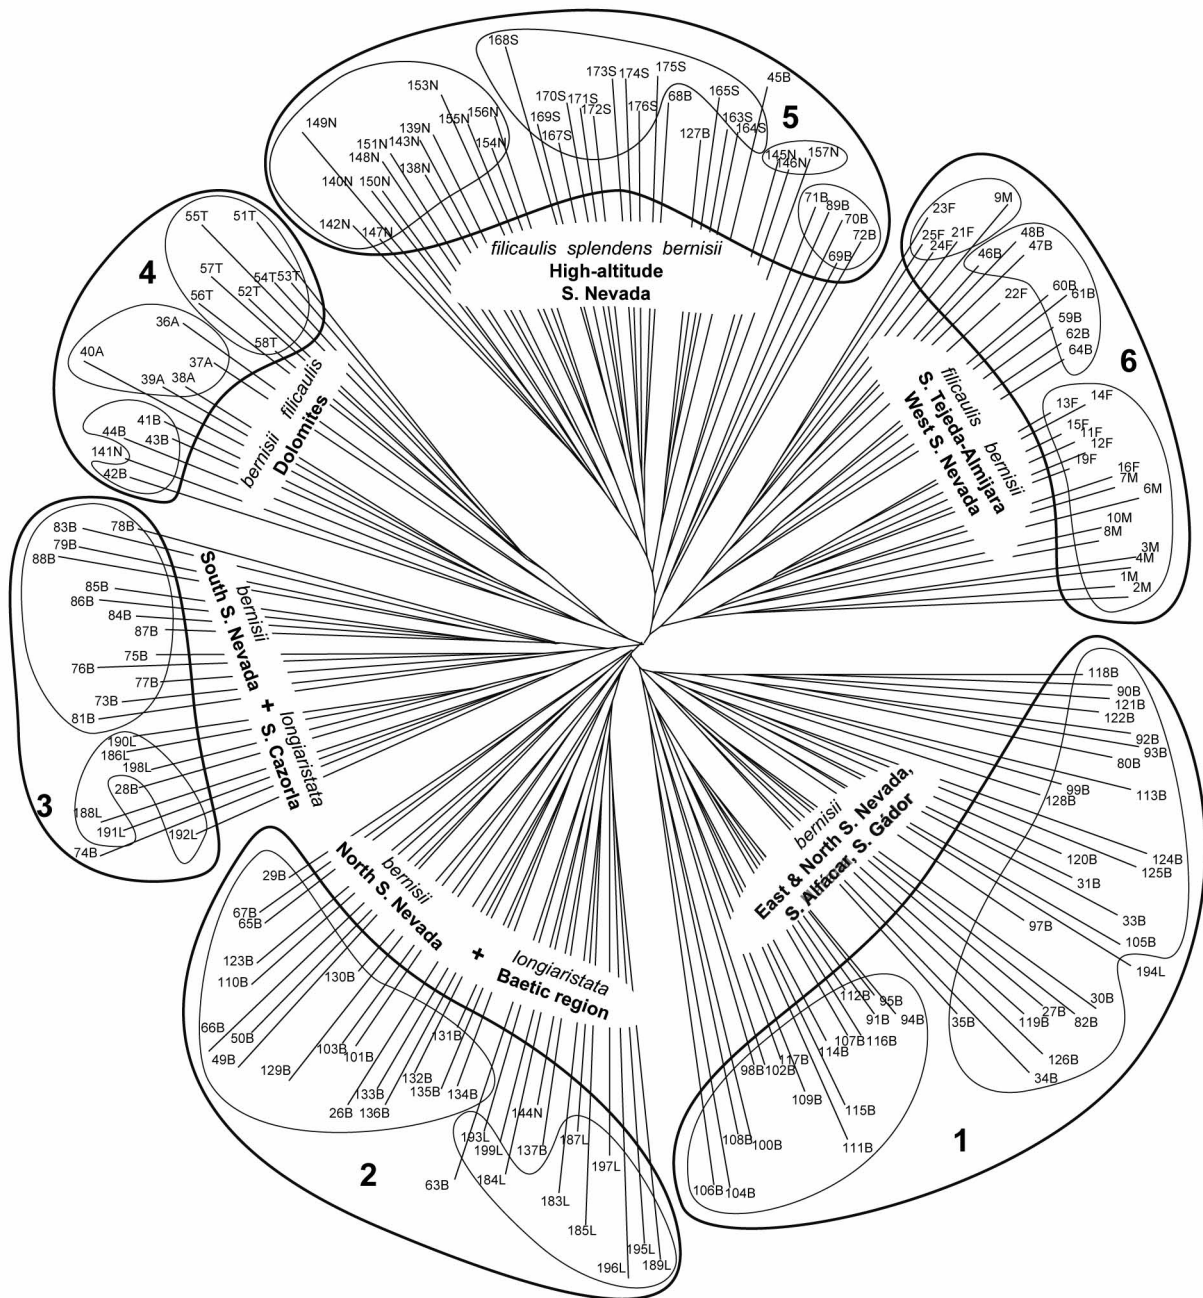 168S
173S 174S 175S
45B
153N
170S 171S 172S
68B
165S
5
149N
155N 156N
169S
176S
163S
139N
167S
127B
164S
151N 143N
154N
145N 157N
148N
146N
138N
140N 150N
71B 89B
142N 147N
70B
72B
69B
filicaulis splendens bernisii
High-altitude
S. Nevada
55T 51T
4
57T 54T 53T
56T 52T
36A
58T
40A
37A
39A 38A
41B
44B 43B
141N
42B
bernisii filicaulis
Dolomites
23F 9M
25F 21F 48B
24F 47B
46B
60B
22F 61B
59B
62B
64B
6
13F 14F
15F 11F
12F
19F
16F
7M
6M
10M
8M
3M
4M
1M
2M
filicaulis bernisii
S. Tejeda-Almijara
West S. Nevada
83B 78B
79B
88B
85B
86B
84B
87B
75B
76B
77B
73B
81B
190L
186L
198L
28B
3
188L
191L 192L
74B
bernisii longiaristata
South S. Nevada + S. Cazorla
29B
67B
65B
123B
130B
110B
66B
50B
49B
103B
101B
131B
129B
132B
133B 135B 134B
26B 136B
144N
193L
199L 137B 187L
2
63B 184L
197L
183L
185L
195L
196L 189L
bernisii longiaristata
North S. Nevada + Baetic region
118B
90B
121B
122B
92B
93B
80B
99B
128B 113B
124B
120B
125B
31B
33B
97B
105B
194L
112B 95B
91B 94B
30B
27B
35B 119B 82B
107B 116B
114B
126B
117B
98B 102B
34B
109B
115B
108B 100B
111B
1
106B 104B
bernisii
East & North S. Nevada,
S. Alfácar, S. Gádor